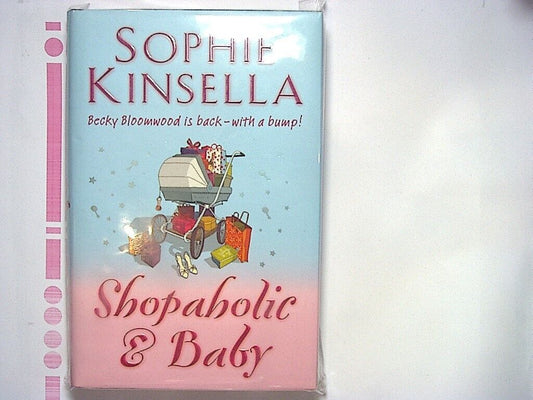 SOPHIE
KINSELLA
Becky Bloomwood is back – with a bump!
Shopaholic
& Baby